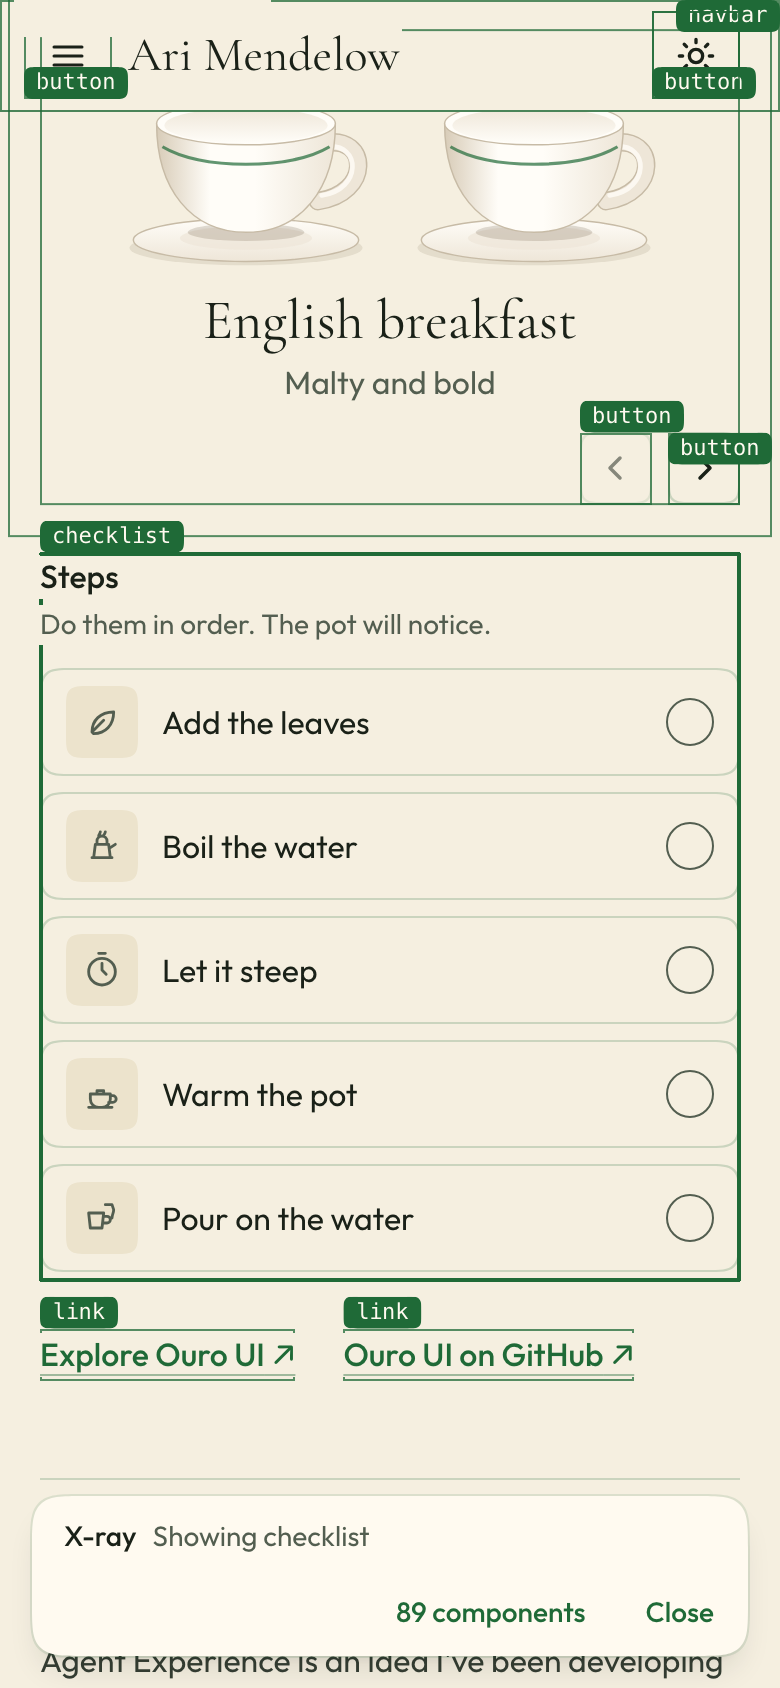 navbar
Ari Mendelow
button
button
English breakfast
Malty and bold
button
button
checklist
Steps
Do them in order. The pot will notice.
Add the leaves
Boil the water
Let it steep
Warm the pot
Pour on the water
link
link
Explore Ouro UI
Ouro UI on GitHub
X-ray Showing checklist
89 components
Close
Agent Experience is an idea I've been developing